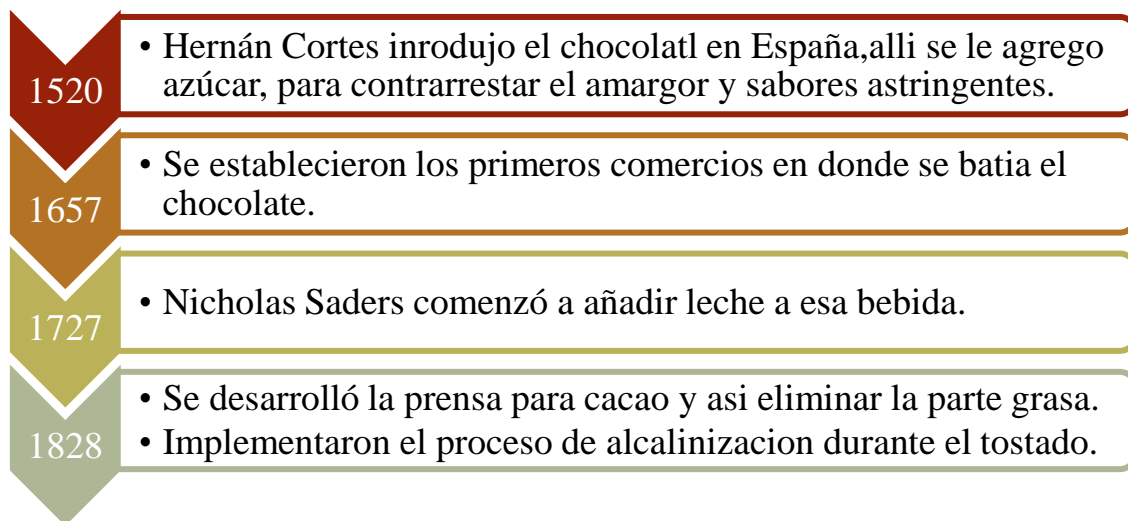 1520
• Hernán Cortes inrodujo el chocolatl en España,alli se le agrego
azúcar, para contrarrestar el amargor y sabores astringentes.
1657
• Se establecieron los primeros comercios en donde se batia el
chocolate.
1727
• Nicholas Saders comenzó a añadir leche a esa bebida.
1828
• Se desarrolló la prensa para cacao y asi eliminar la parte grasa.
• Implementaron el proceso de alcalinizacion durante el tostado.